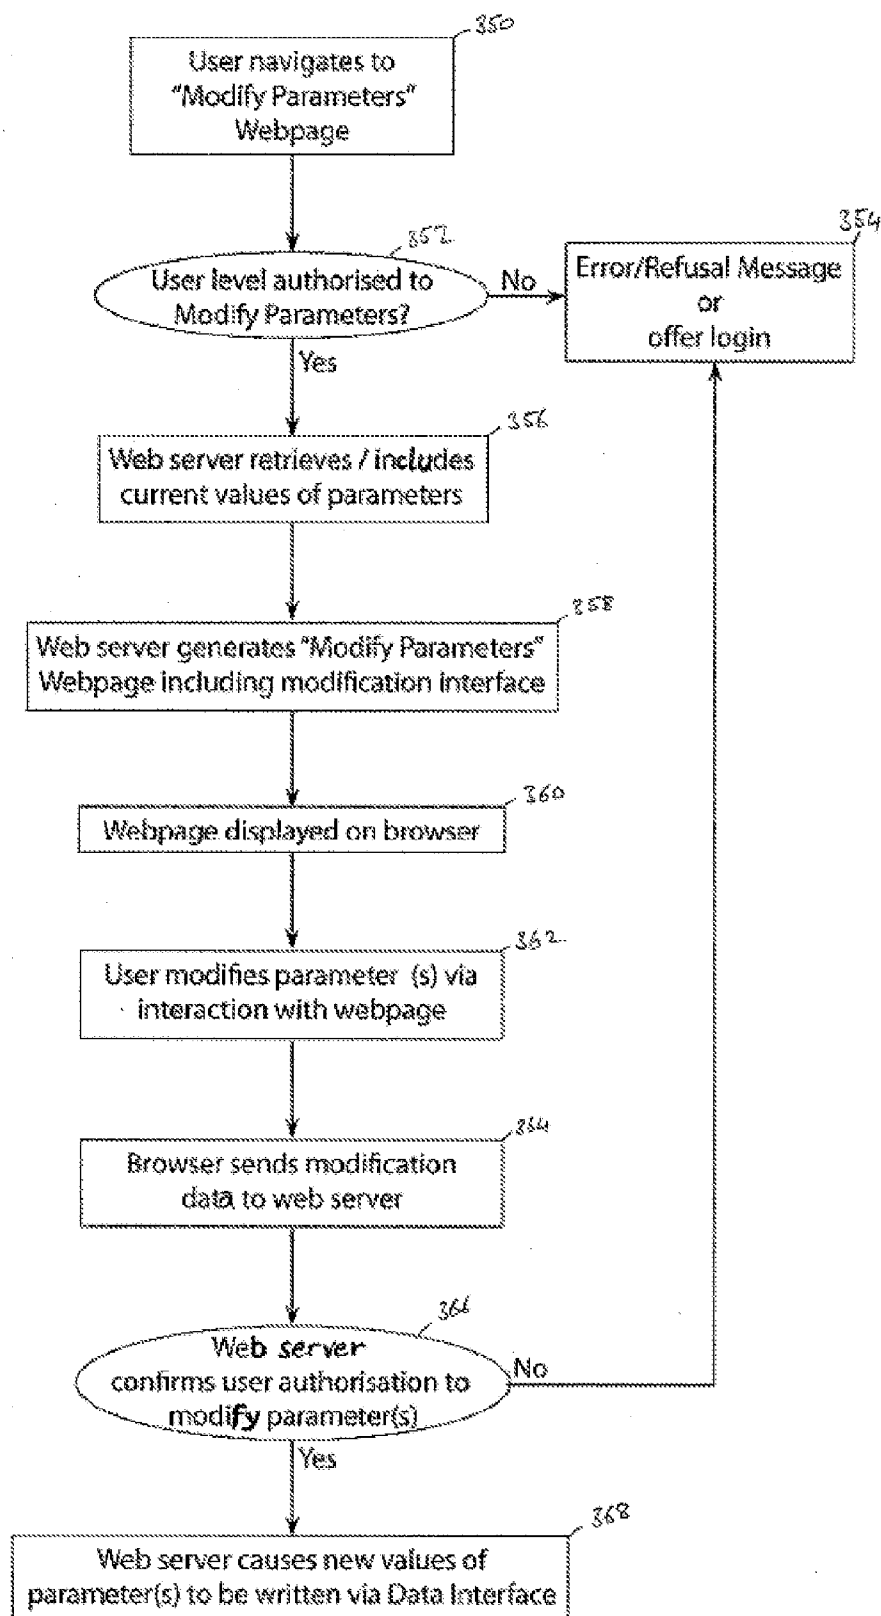 350
User navigates to
“Modify Parameters”
Webpage
352
User level authorised to
Modify Parameters?
No
354
Error/Refusal Message
or
offer login
Yes
356
Web server retrieves / includes
current values of parameters
358
Web server generates “Modify Parameters”
Webpage including modification interface
360
Webpage displayed on browser
362
User modifies parameter (s) via
interaction with webpage
364
Browser sends modification
data to web server
366
Web server
confirms user authorisation to
modify parameter(s)
No
Yes
368
Web server causes new values of
parameter(s) to be written via Data Interface